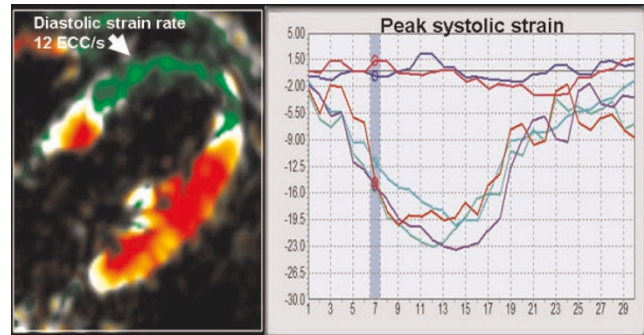 Diastolic strain rate
12 ECC/s
Peak systolic strain
5.00
1.50
-2.00
-5.50
-9.00
-12.5
-16.0
-19.5
-23.0
-26.5
-30.0
1 3 5 7 9 11 13 15 17 19 21 23 25 27 29